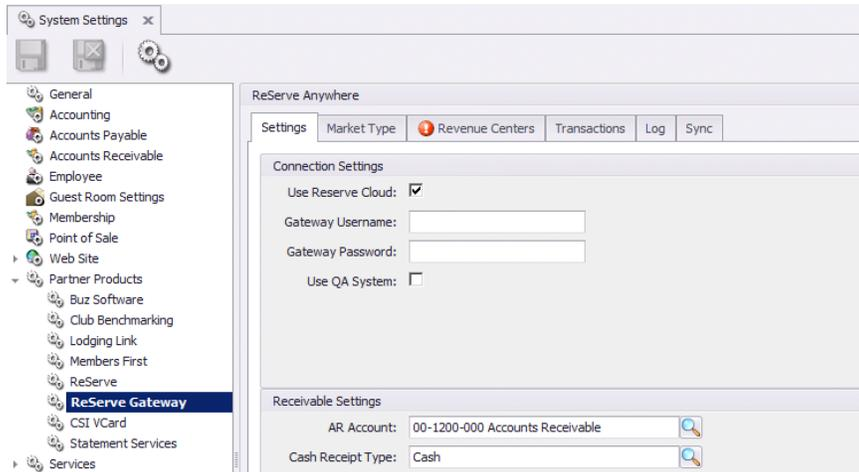 System Settings
General
Accounting
Accounts Payable
Accounts Receivable
Employee
Guest Room Settings
Membership
Point of Sale
Web Site
Partner Products
Buz Software
Club Benchmarking
Lodging Link
Members First
ReServe
ReServe Gateway
CSI VCard
Statement Services
Services
ReServe Anywhere
Settings Market Type Revenue Centers Transactions Log Sync
Connection Settings
Use Reserve Cloud:
Gateway Username:
Gateway Password:
Use QA System:
Receivable Settings
AR Account: 00-1200-000 Accounts Receivable
Cash Receipt Type: Cash